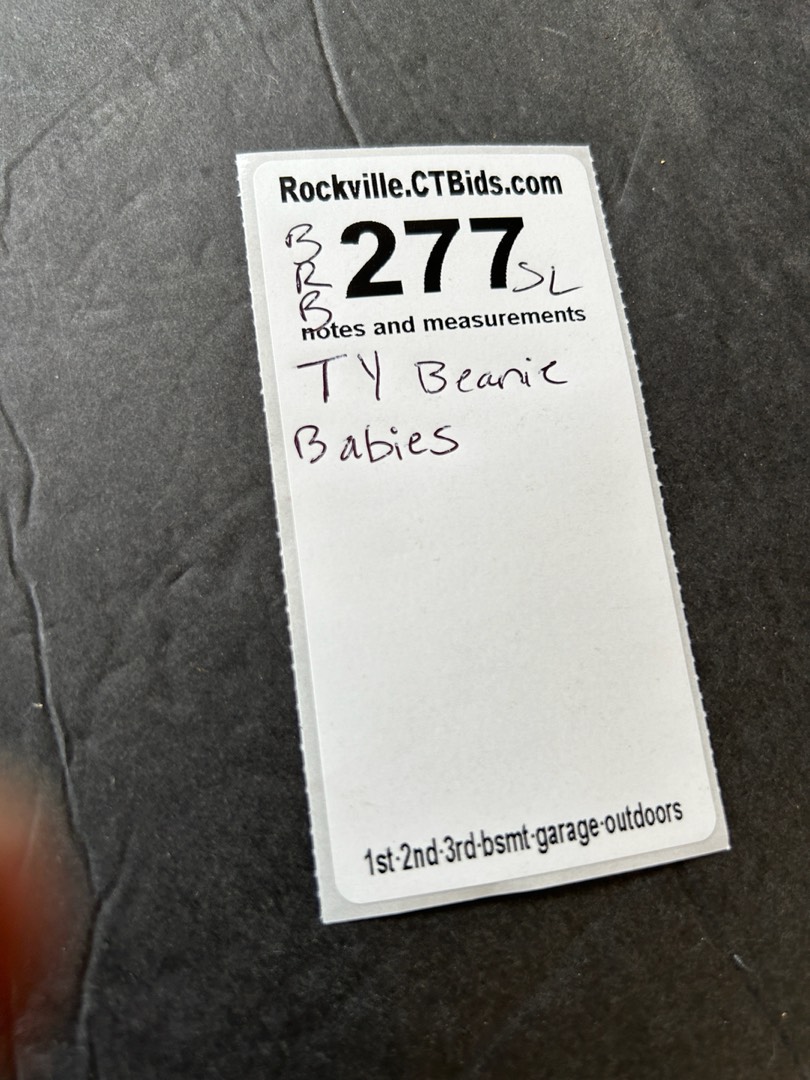 Rockville.CTBids.com
B
R
B
277 SL
notes and measurements
TY Beanie
Babies
1st·2nd·3rd·bsmt·garage·outdoors